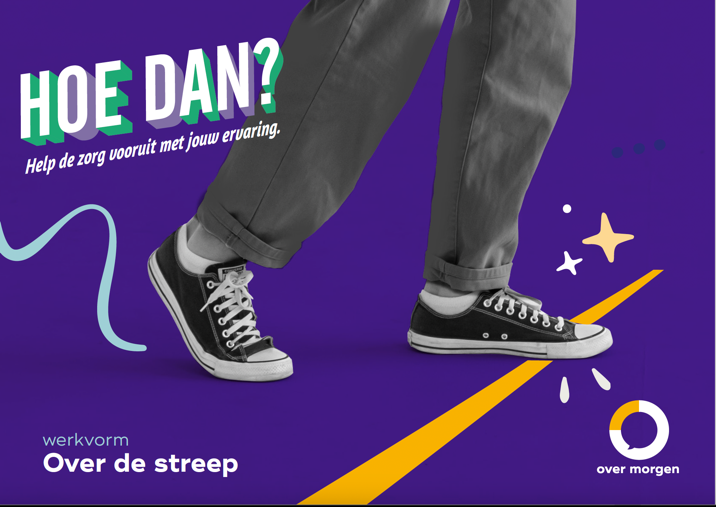 HOE DAN?
Help de zorg vooruit met jouw ervaring.
werkvorm
Over de streep
over morgen